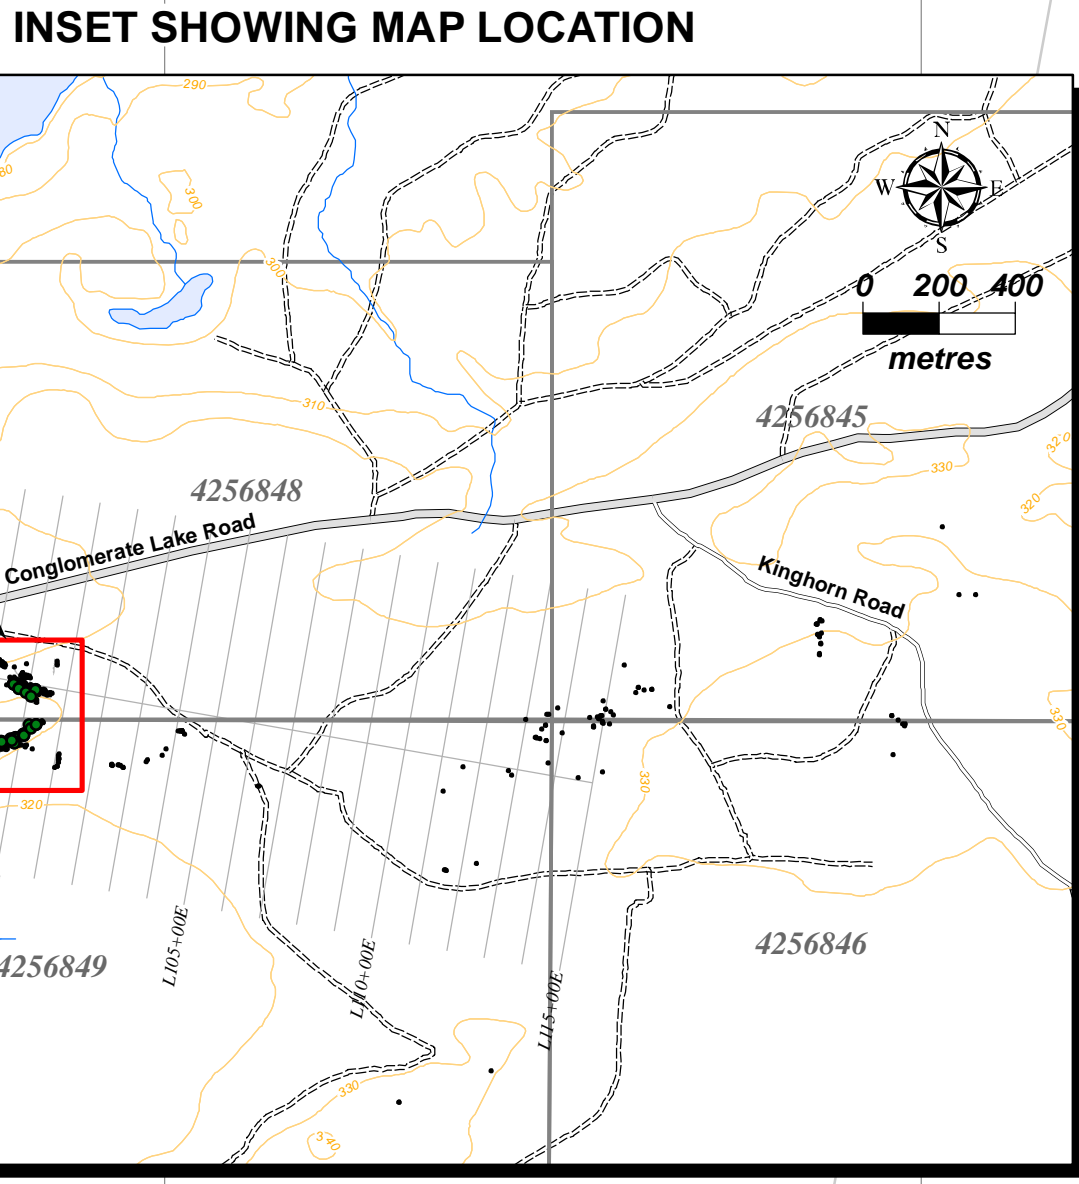 INSET SHOWING MAP LOCATION
290
80
300
N
W
E
S
300
0 200 400
metres
310
4256845
320
330
4256848
320
Conglomerate Lake Road
Kinghorn Road
330
330
320
L105+00E
L110+00E
L115+00E
4256846
4256849
330
340